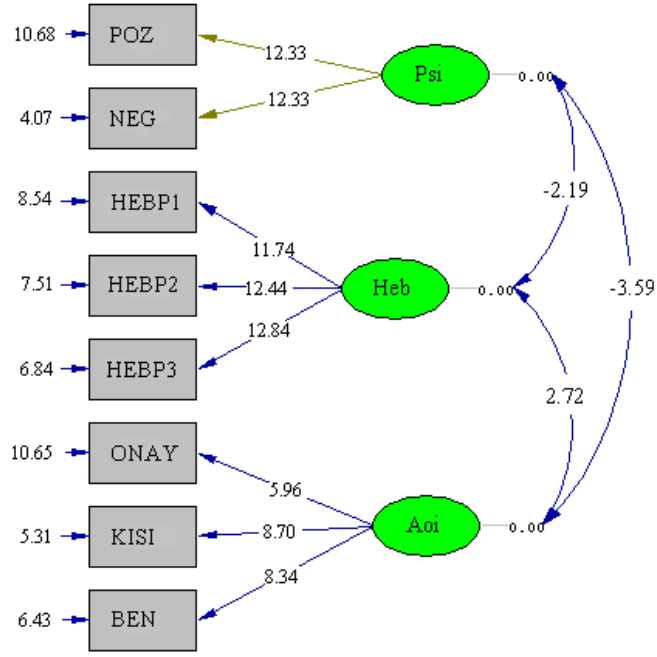 10.68 POZ 12.33 Psi 0.00
4.07 NEG 12.33
-2.19
8.54 HEBP1 11.74
7.51 HEBP2 12.44 Heb 0.00 -3.59
6.84 HEBP3 12.84
2.72
10.65 ONAY 5.96
5.31 KISI 8.70 Aoi 0.00
6.43 BEN 8.34